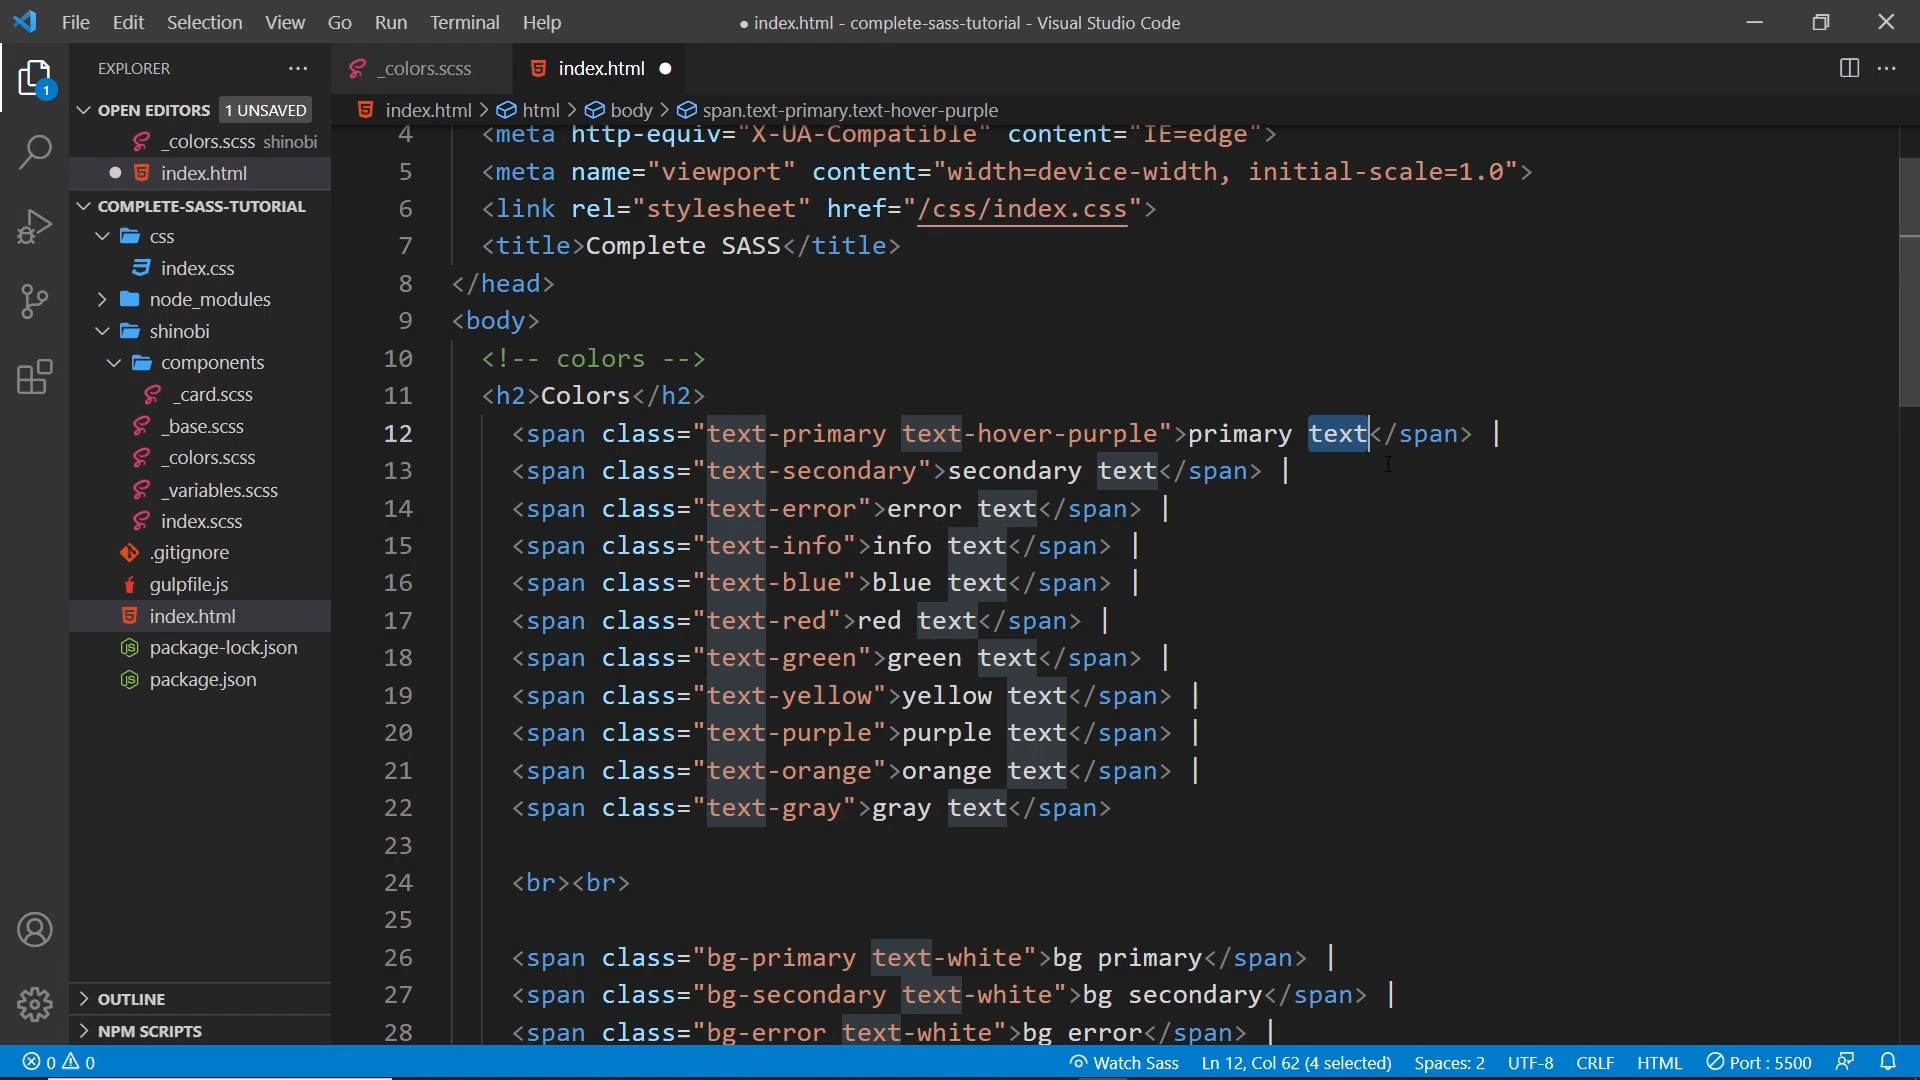 File Edit Selection View Go Run Terminal Help
● index.html - complete-sass-tutorial - Visual Studio Code
1
EXPLORER ···
OPEN EDITORS 1 UNSAVED
_colors.scss shinobi
index.html
COMPLETE-SASS-TUTORIAL
css
index.css
node_modules
shinobi
components
_card.scss
_base.scss
_colors.scss
_variables.scss
index.scss
.gitignore
gulpfile.js
index.html
package-lock.json
package.json
OUTLINE
NPM SCRIPTS
_colors.scss index.html ●
index.html > html > body > span.text-primary.text-hover-purple
4 <meta http-equiv="X-UA-Compatible" content="IE=edge">
5 <meta name="viewport" content="width=device-width, initial-scale=1.0">
6 <link rel="stylesheet" href="/css/index.css">
7 <title>Complete SASS</title>
8 </head>
9 <body>
10 <!-- colors -->
11 <h2>Colors</h2>
12 <span class="text-primary text-hover-purple">primary text</span> |
13 <span class="text-secondary">secondary text</span> |
14 <span class="text-error">error text</span> |
15 <span class="text-info">info text</span> |
16 <span class="text-blue">blue text</span> |
17 <span class="text-red">red text</span> |
18 <span class="text-green">green text</span> |
19 <span class="text-yellow">yellow text</span> |
20 <span class="text-purple">purple text</span> |
21 <span class="text-orange">orange text</span> |
22 <span class="text-gray">gray text</span>
23
24 <br><br>
25
26 <span class="bg-primary text-white">bg primary</span> |
27 <span class="bg-secondary text-white">bg secondary</span> |
28 <span class="bg-error text-white">bg error</span> |
0 0 Watch Sass Ln 12, Col 62 (4 selected) Spaces: 2 UTF-8 CRLF HTML Port : 5500